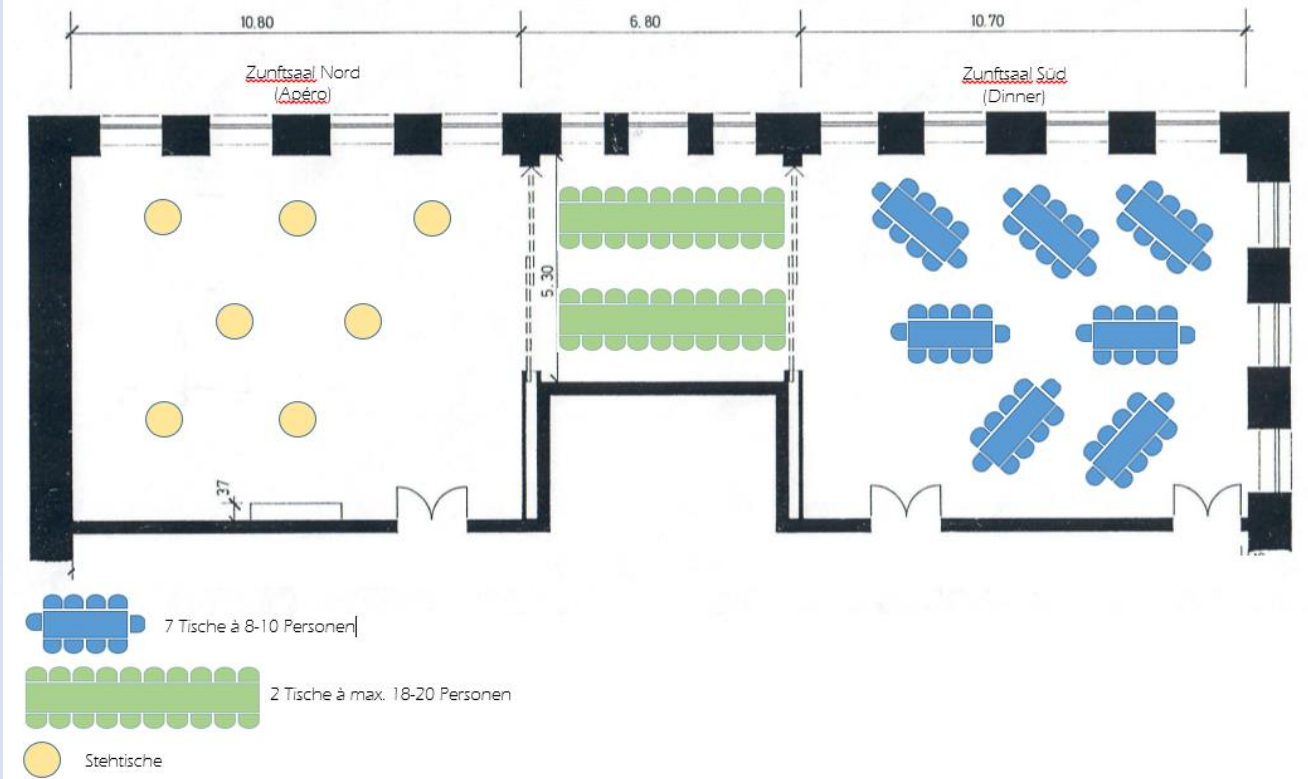 10.80
6.80
10.70
Zunftsaal Nord
(Apéro)
Zunftsaal Süd
(Dinner)
5.30
37
7 Tische à 8-10 Personen
2 Tische à max. 18-20 Personen
Stehtische